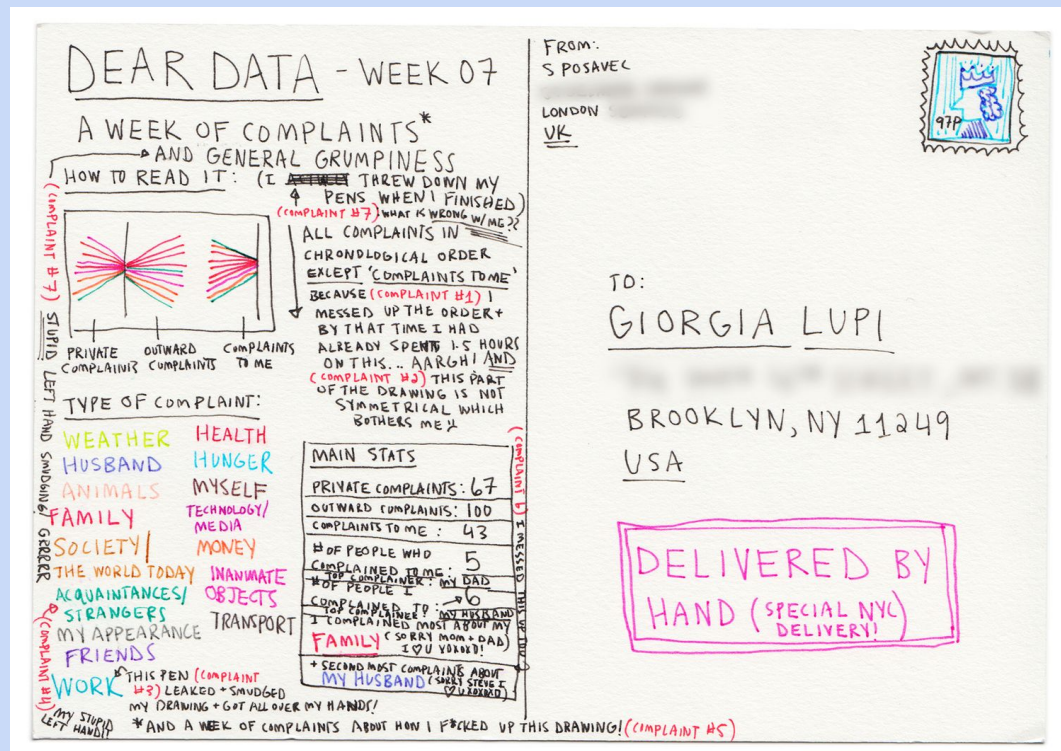 DEAR DATA - WEEK 07
A WEEK OF COMPLAINTS*
AND GENERAL GRUMPINESS
HOW TO READ IT: (I THREW DOWN MY
PENS WHEN I FINISHED)
(COMPLAINT #7) WHAT IS WRONG W/ME??
ALL COMPLAINTS IN
CHRONOLOGICAL ORDER
EXCEPT 'COMPLAINTS TO ME'
BECAUSE (COMPLAINT #1) I
MESSED UP THE ORDER +
BY THAT TIME I HAD
ALREADY SPENT 1.5 HOURS
ON THIS... AARGH! AND
(COMPLAINT #2) THIS PART
OF THE DRAWING IS NOT
SYMMETRICAL WHICH
BOTHERS ME
PRIVATE COMPLAINTS
OUTWARD COMPLAINTS
COMPLAINTS TO ME
(COMPLAINT #7) STUPID LEFT HAND SMUDGING! GRRRRR
TYPE OF COMPLAINT:
WEATHER
HUSBAND
ANIMALS
FAMILY
SOCIETY/
THE WORLD TODAY
ACQUAINTANCES/
STRANGERS
MY APPEARANCE
FRIENDS
WORK
HEALTH
HUNGER
MYSELF
TECHNOLOGY/
MEDIA
MONEY
INANIMATE
OBJECTS
TRANSPORT
THIS PEN (COMPLAINT
#3) LEAKED + SMUDGED
MY DRAWING + GOT ALL OVER MY HANDS!
(COMPLAINT #4)
MY STUPID
LEFT HAND!!
*AND A WEEK OF COMPLAINTS ABOUT HOW I F*CKED UP THIS DRAWING! (COMPLAINT #5)
MAIN STATS
PRIVATE COMPLAINTS: 67
OUTWARD COMPLAINTS: 100
COMPLAINTS TO ME: 43
# OF PEOPLE WHO
COMPLAINED TO ME: 5
TOP COMPLAINER: MY DAD
# OF PEOPLE I
COMPLAINED TO: 6
TOP COMPLAINEE: MY HUSBAND
I COMPLAINED MOST ABOUT MY
FAMILY (SORRY MOM + DAD)
I ♡ U XOXOXO!
+ SECOND MOST COMPLAINTS ABOUT
MY HUSBAND (SORRY STEVE I
♡ U XOXOXO)
(COMPLAINT 6) I MESSED THIS UP TOO
FROM:
S POSAVEC
LONDON
UK
97P
TO:
GIORGIA LUPI
BROOKLYN, NY 11249
USA
DELIVERED BY
HAND (SPECIAL NYC
DELIVERY!)